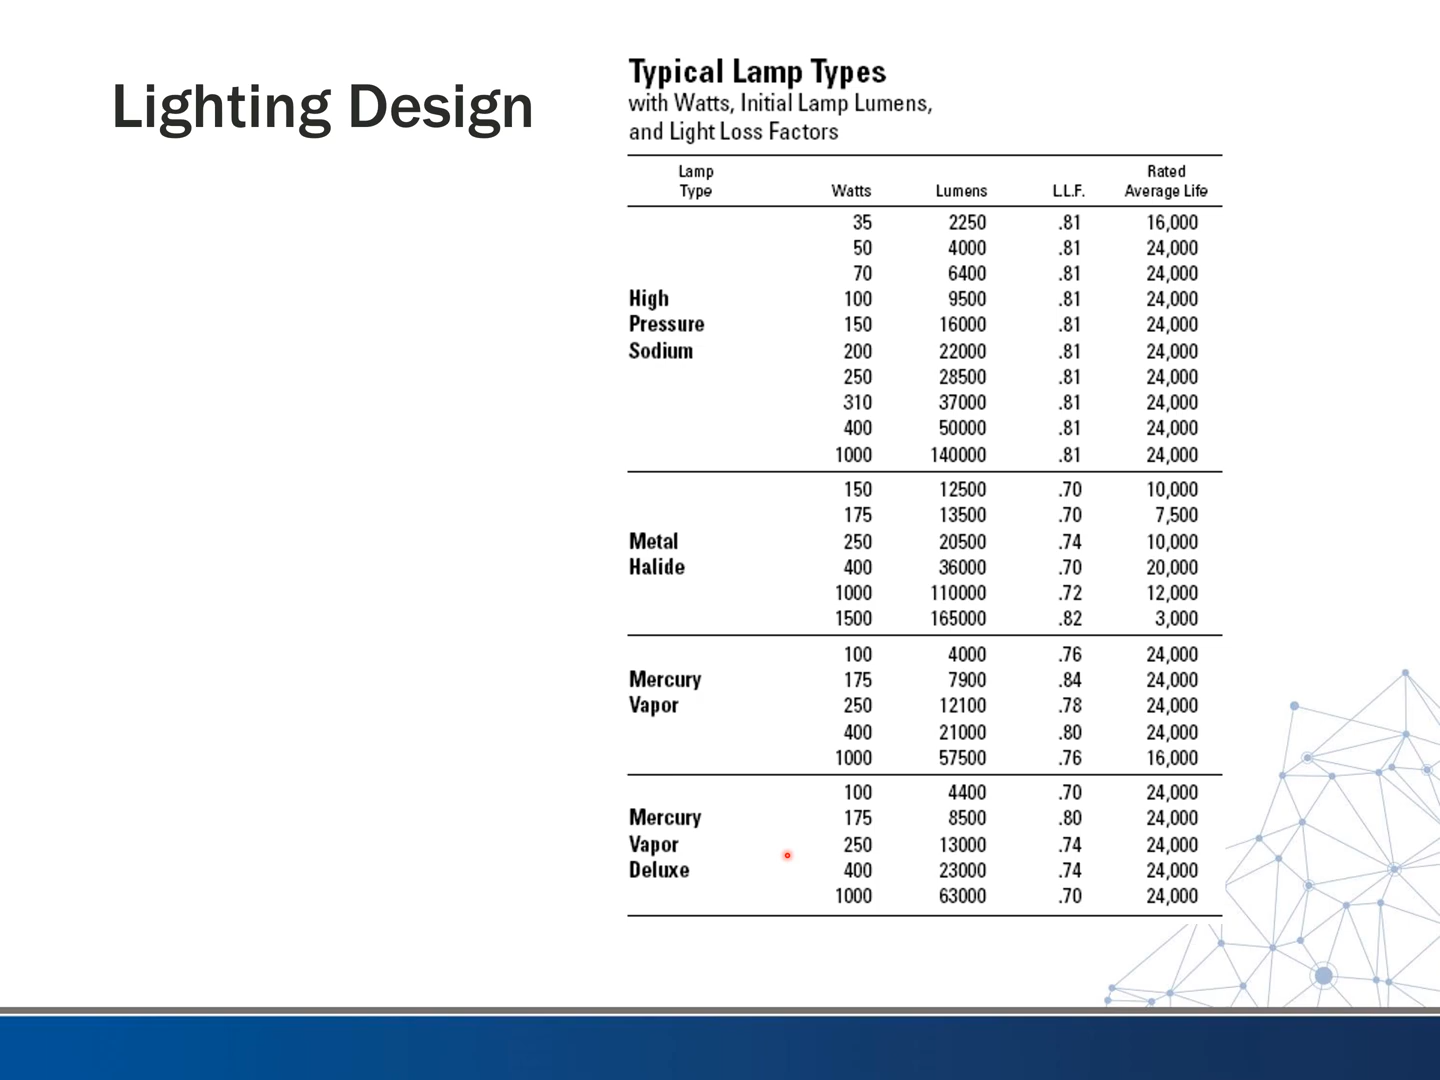 Lighting Design
Typical Lamp Types
with Watts, Initial Lamp Lumens,
and Light Loss Factors
Lamp Type Watts Lumens L.L.F. Rated Average Life
High Pressure Sodium
35 2250 .81 16,000
50 4000 .81 24,000
70 6400 .81 24,000
100 9500 .81 24,000
150 16000 .81 24,000
200 22000 .81 24,000
250 28500 .81 24,000
310 37000 .81 24,000
400 50000 .81 24,000
1000 140000 .81 24,000
Metal Halide
150 12500 .70 10,000
175 13500 .70 7,500
250 20500 .74 10,000
400 36000 .70 20,000
1000 110000 .72 12,000
1500 165000 .82 3,000
Mercury Vapor
100 4000 .76 24,000
175 7900 .84 24,000
250 12100 .78 24,000
400 21000 .80 24,000
1000 57500 .76 16,000
Mercury Vapor Deluxe
100 4400 .70 24,000
175 8500 .80 24,000
250 13000 .74 24,000
400 23000 .74 24,000
1000 63000 .70 24,000